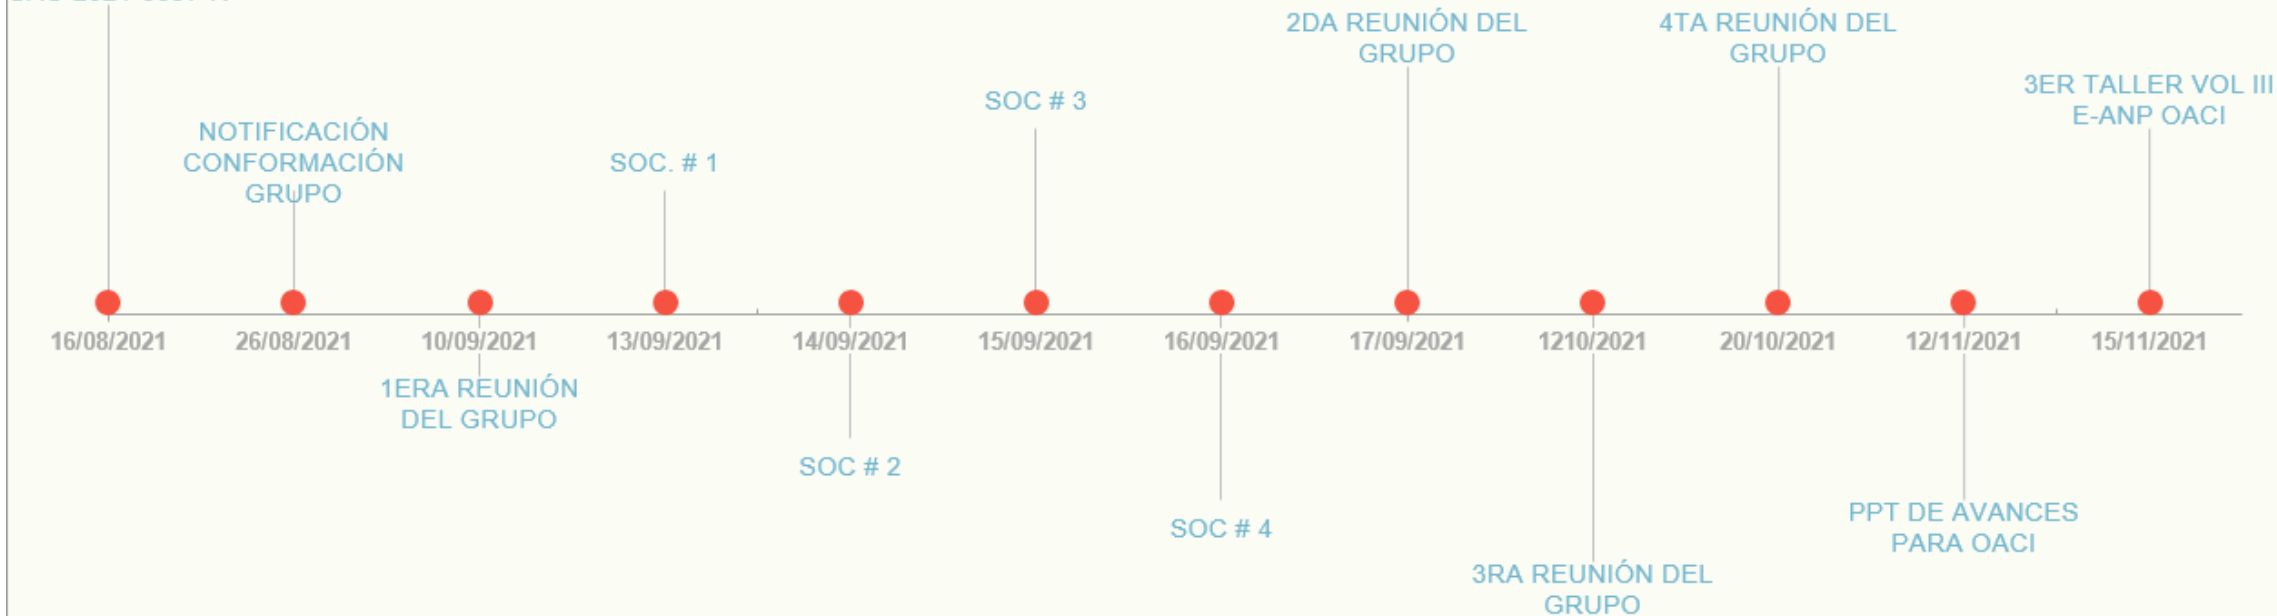 2DA REUNIÓN DEL
GRUPO
4TA REUNIÓN DEL
GRUPO
3ER TALLER VOL III
E-ANP OACI
SOC # 3
NOTIFICACIÓN
CONFORMACIÓN
GRUPO
SOC. # 1
16/08/2021
26/08/2021
10/09/2021
13/09/2021
14/09/2021
15/09/2021
16/09/2021
17/09/2021
1210/2021
20/10/2021
12/11/2021
15/11/2021
1ERA REUNIÓN
DEL GRUPO
SOC # 2
SOC # 4
PPT DE AVANCES
PARA OACI
3RA REUNIÓN DEL
GRUPO